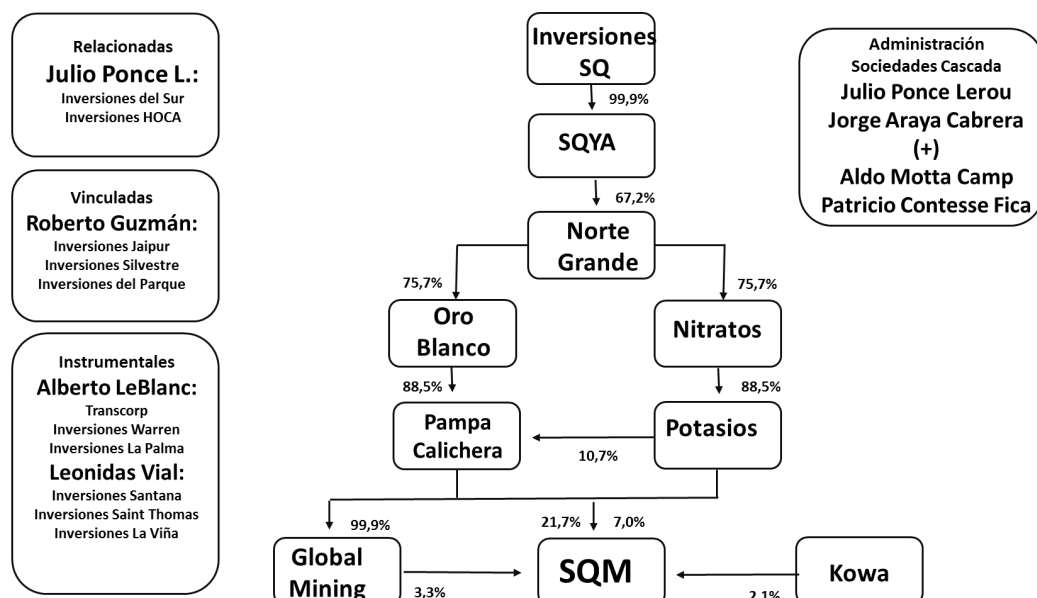 Relacionadas
Julio Ponce L.:
Inversiones del Sur
Inversiones HOCA
Vinculadas
Roberto Guzmán:
Inversiones Jaipur
Inversiones Silvestre
Inversiones del Parque
Instrumentales
Alberto LeBlanc:
Transcorp
Inversiones Warren
Inversiones La Palma
Leonidas Vial:
Inversiones Santana
Inversiones Saint Thomas
Inversiones La Viña
Inversiones
SQ
99,9%
SQYA
67,2%
Norte
Grande
75,7%
75,7%
Oro
Blanco
Nitratos
88,5%
88,5%
Pampa
Calichera
Potasios
10,7%
99,9%
21,7%
7,0%
Global
Mining
3,3%
SQM
2,1%
Kowa
Administración
Sociedades Cascada
Julio Ponce Lerou
Jorge Araya Cabrera
(+)
Aldo Motta Camp
Patricio Contesse Fica